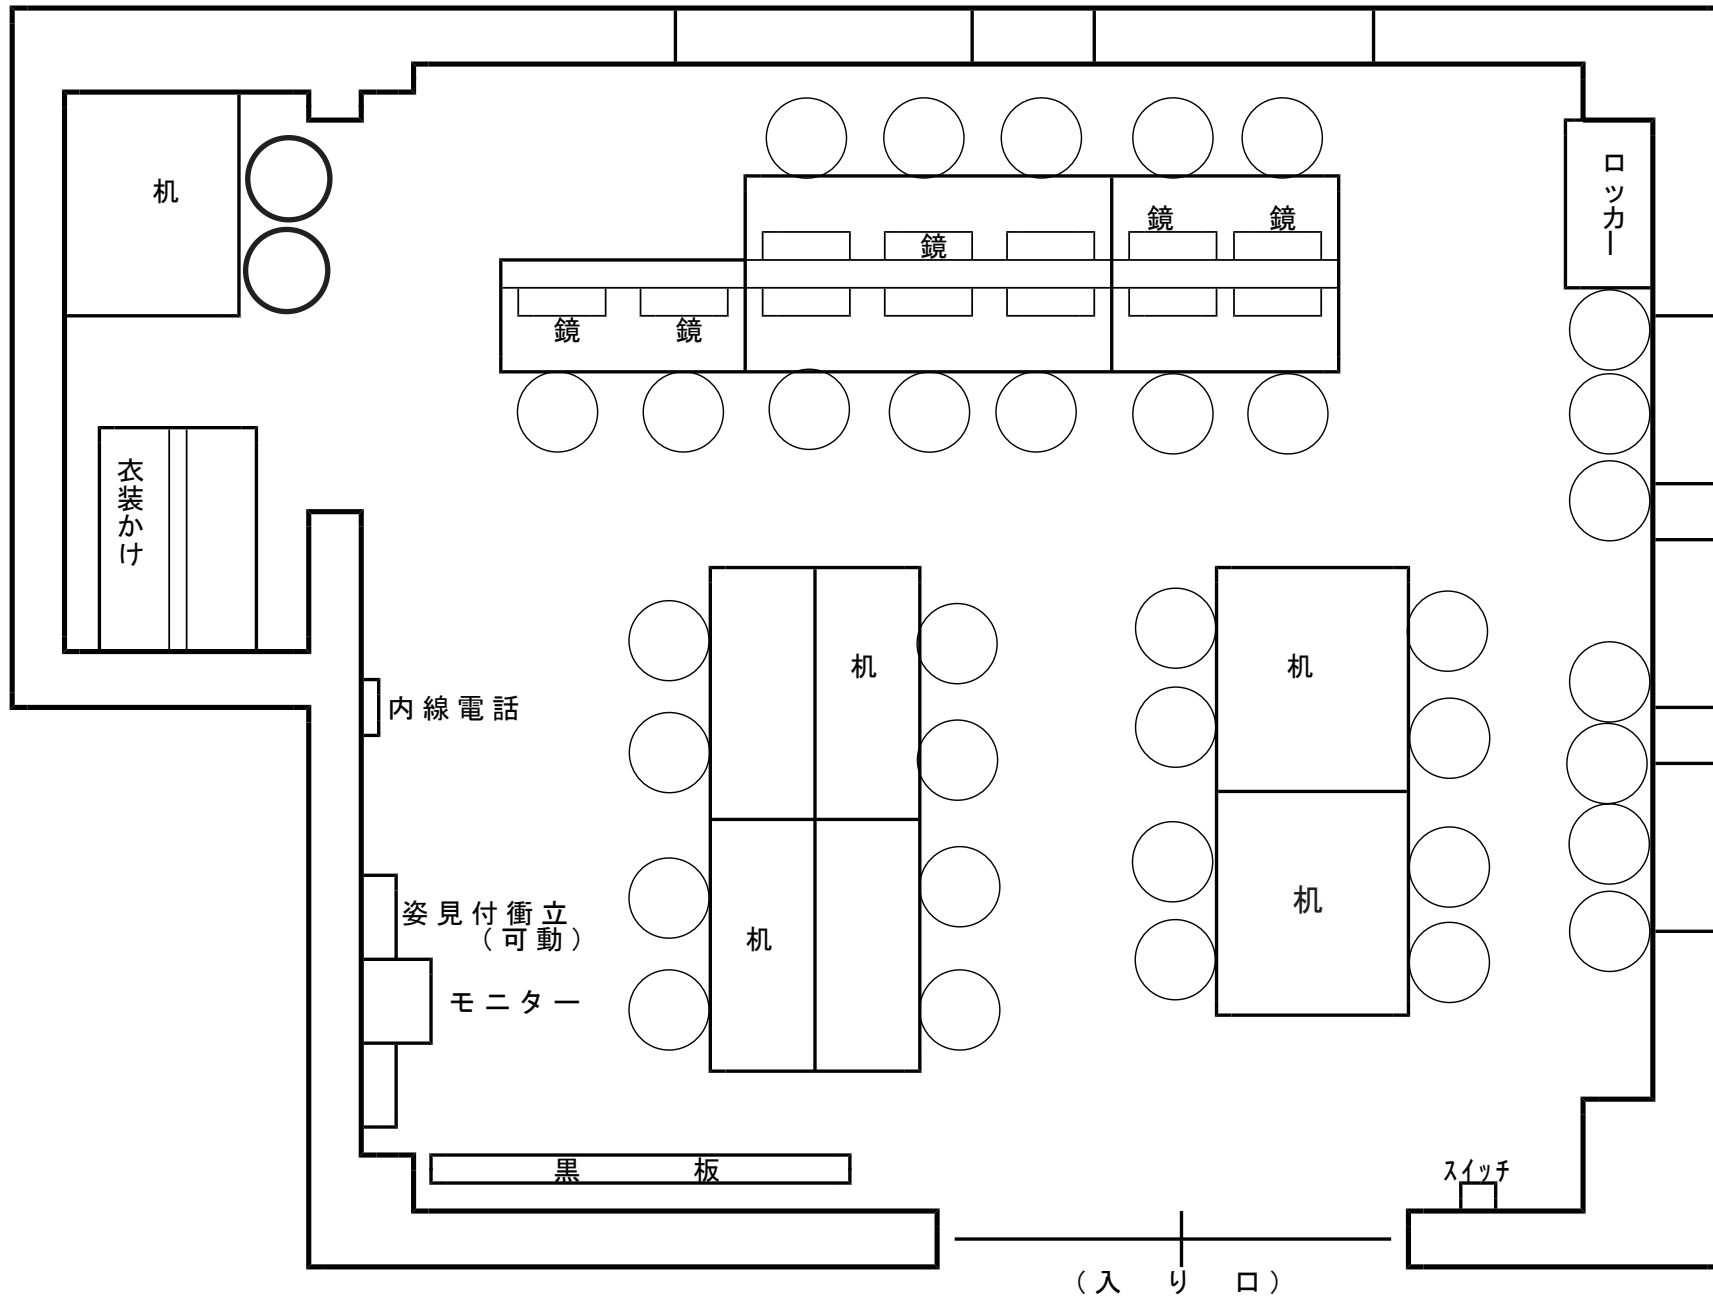 机
鏡
鏡
鏡
鏡
鏡
ロッカー
衣装かけ
机
机
内線電話
姿見付衝立
（可動）
机
机
モニター
黒　板
スイッチ
（入り口）